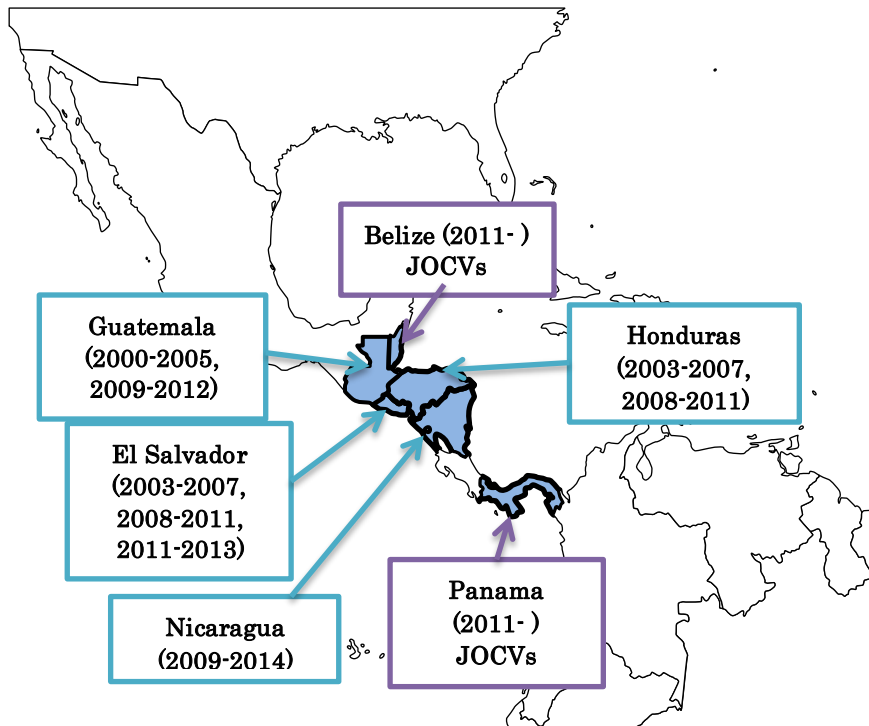 Belize (2011- )
JOCVs
Guatemala
(2000-2005,
2009-2012)
Honduras
(2003-2007,
2008-2011)
El Salvador
(2003-2007,
2008-2011,
2011-2013)
Nicaragua
(2009-2014)
Panama
(2011- )
JOCVs